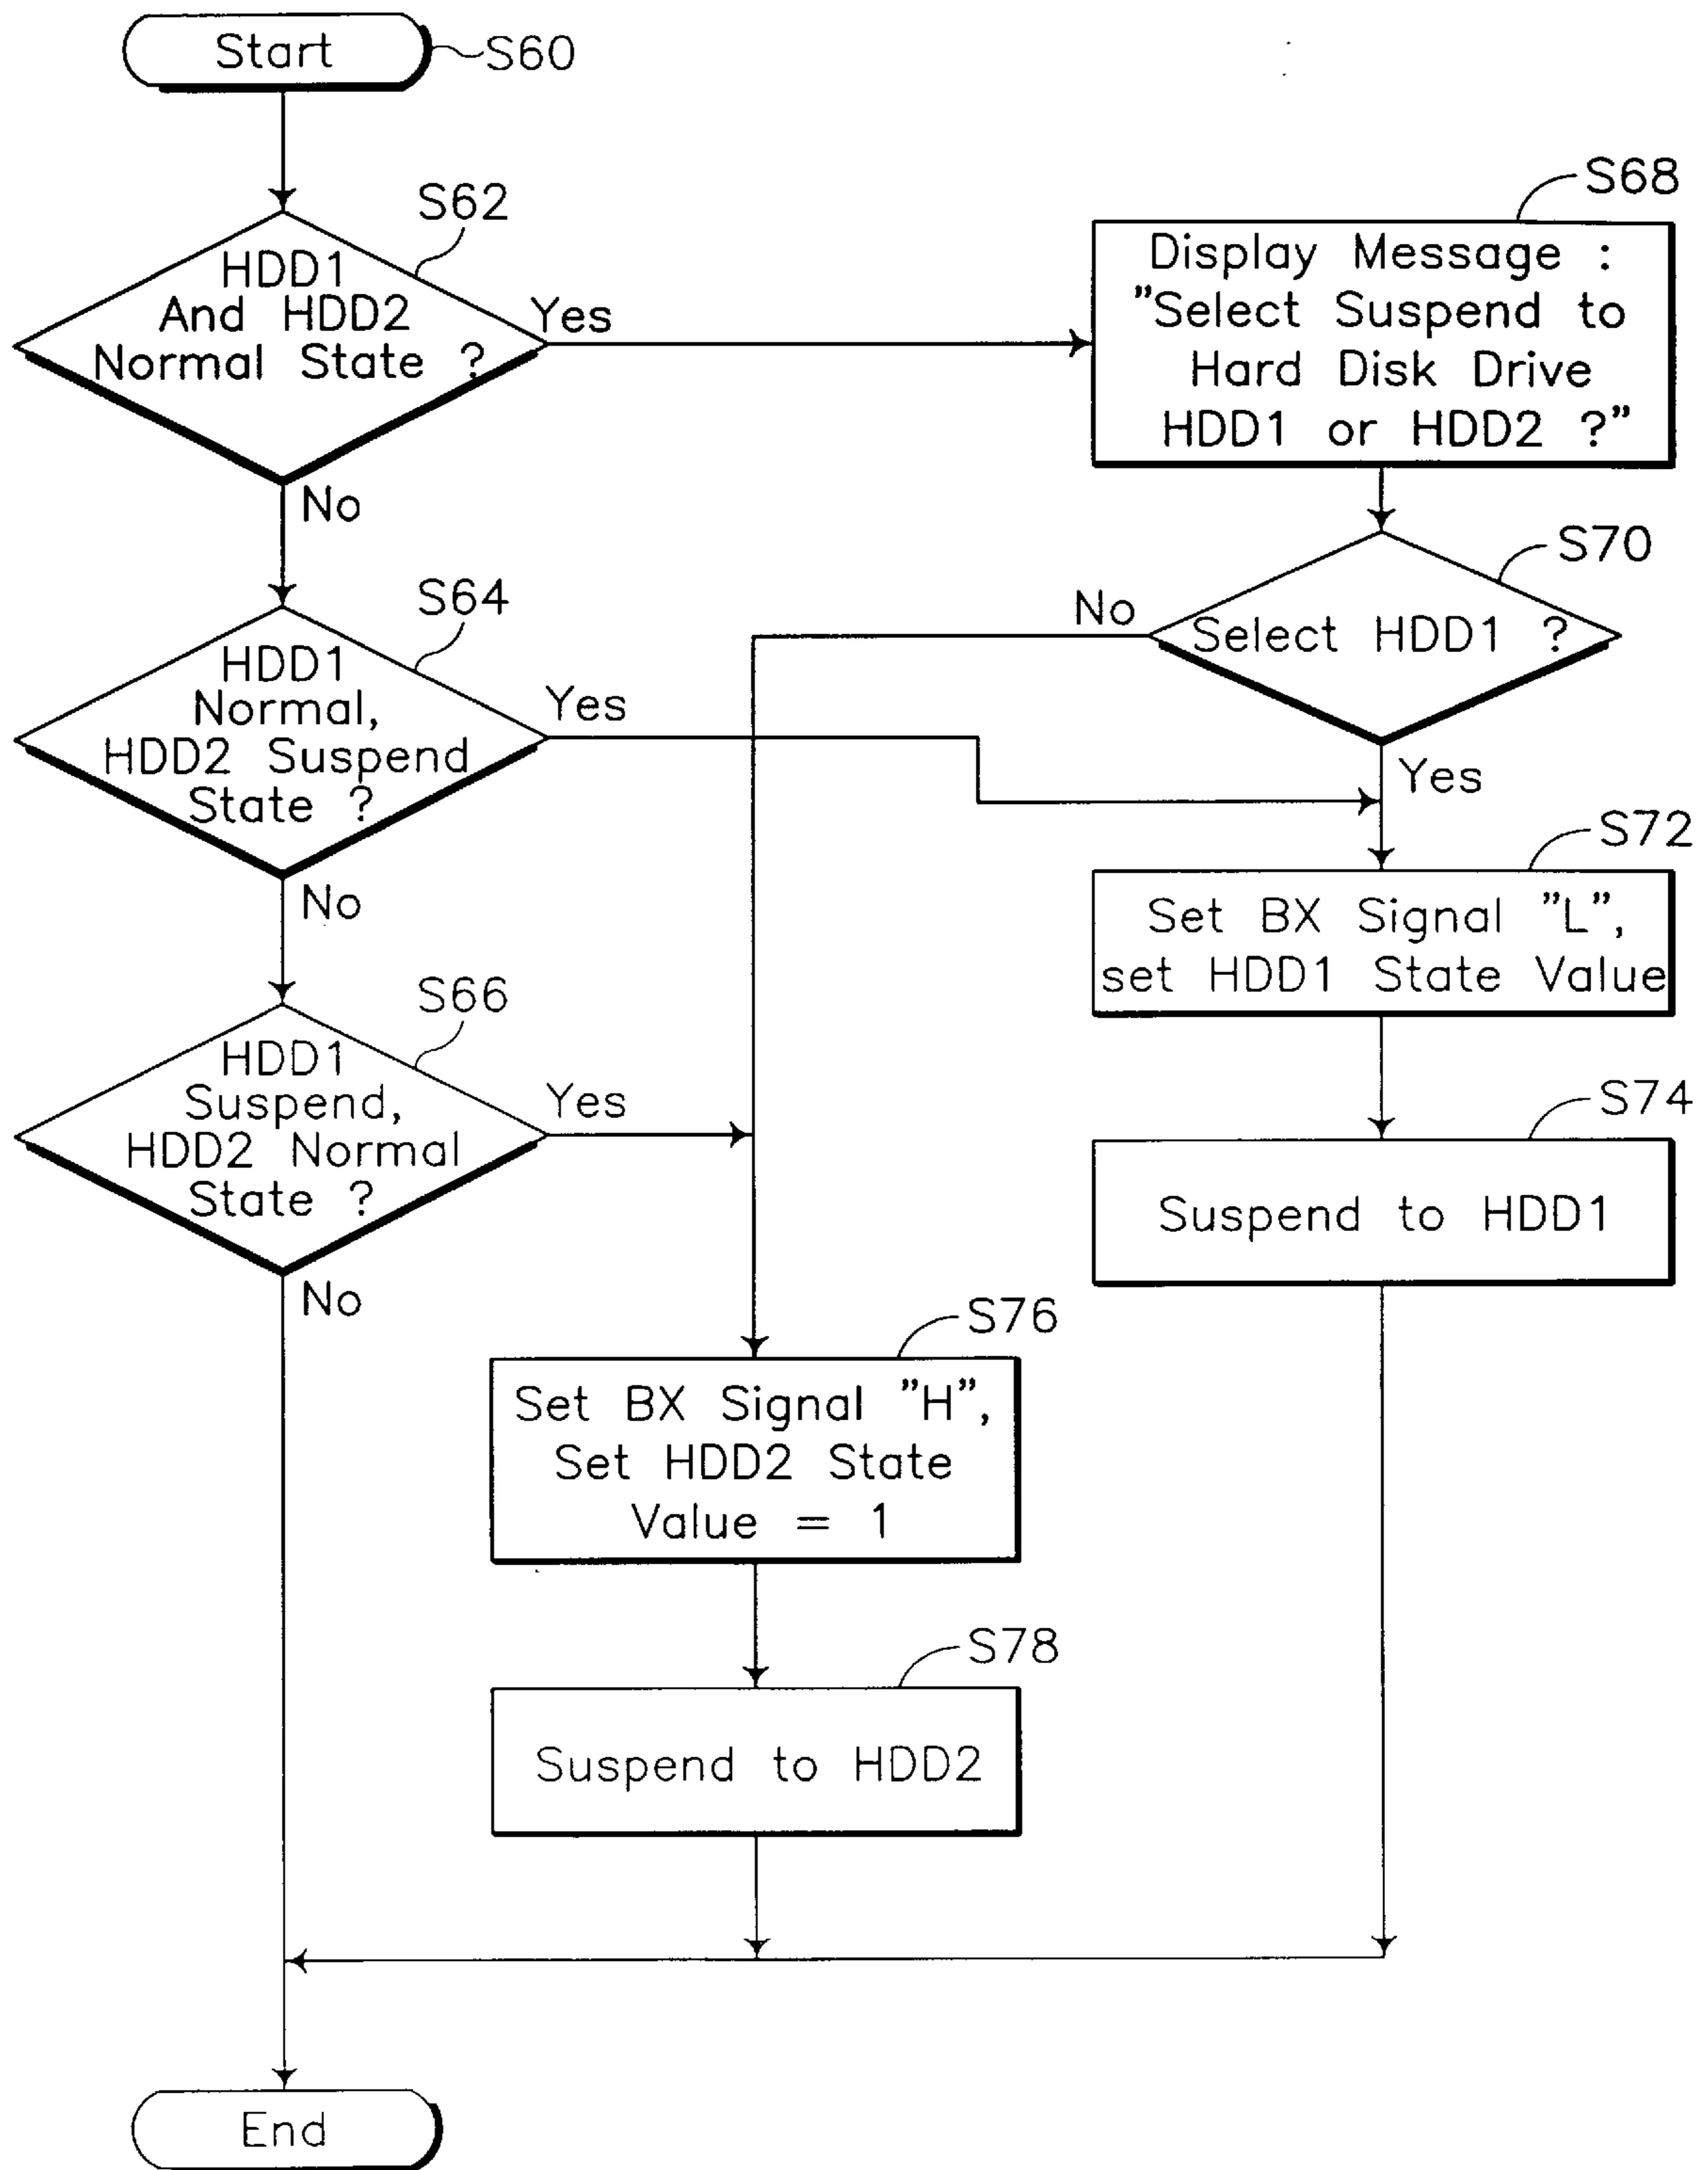 Start
S60
S62
HDD1
And HDD2
Normal State ?
Yes
No
S68
Display Message :
"Select Suspend to
Hard Disk Drive
HDD1 or HDD2 ?"
S70
Select HDD1 ?
No
Yes
S64
HDD1
Normal,
HDD2 Suspend
State ?
Yes
No
S72
Set BX Signal "L",
set HDD1 State Value
S66
HDD1
Suspend,
HDD2 Normal
State ?
Yes
No
S74
Suspend to HDD1
S76
Set BX Signal "H",
Set HDD2 State
Value = 1
S78
Suspend to HDD2
End